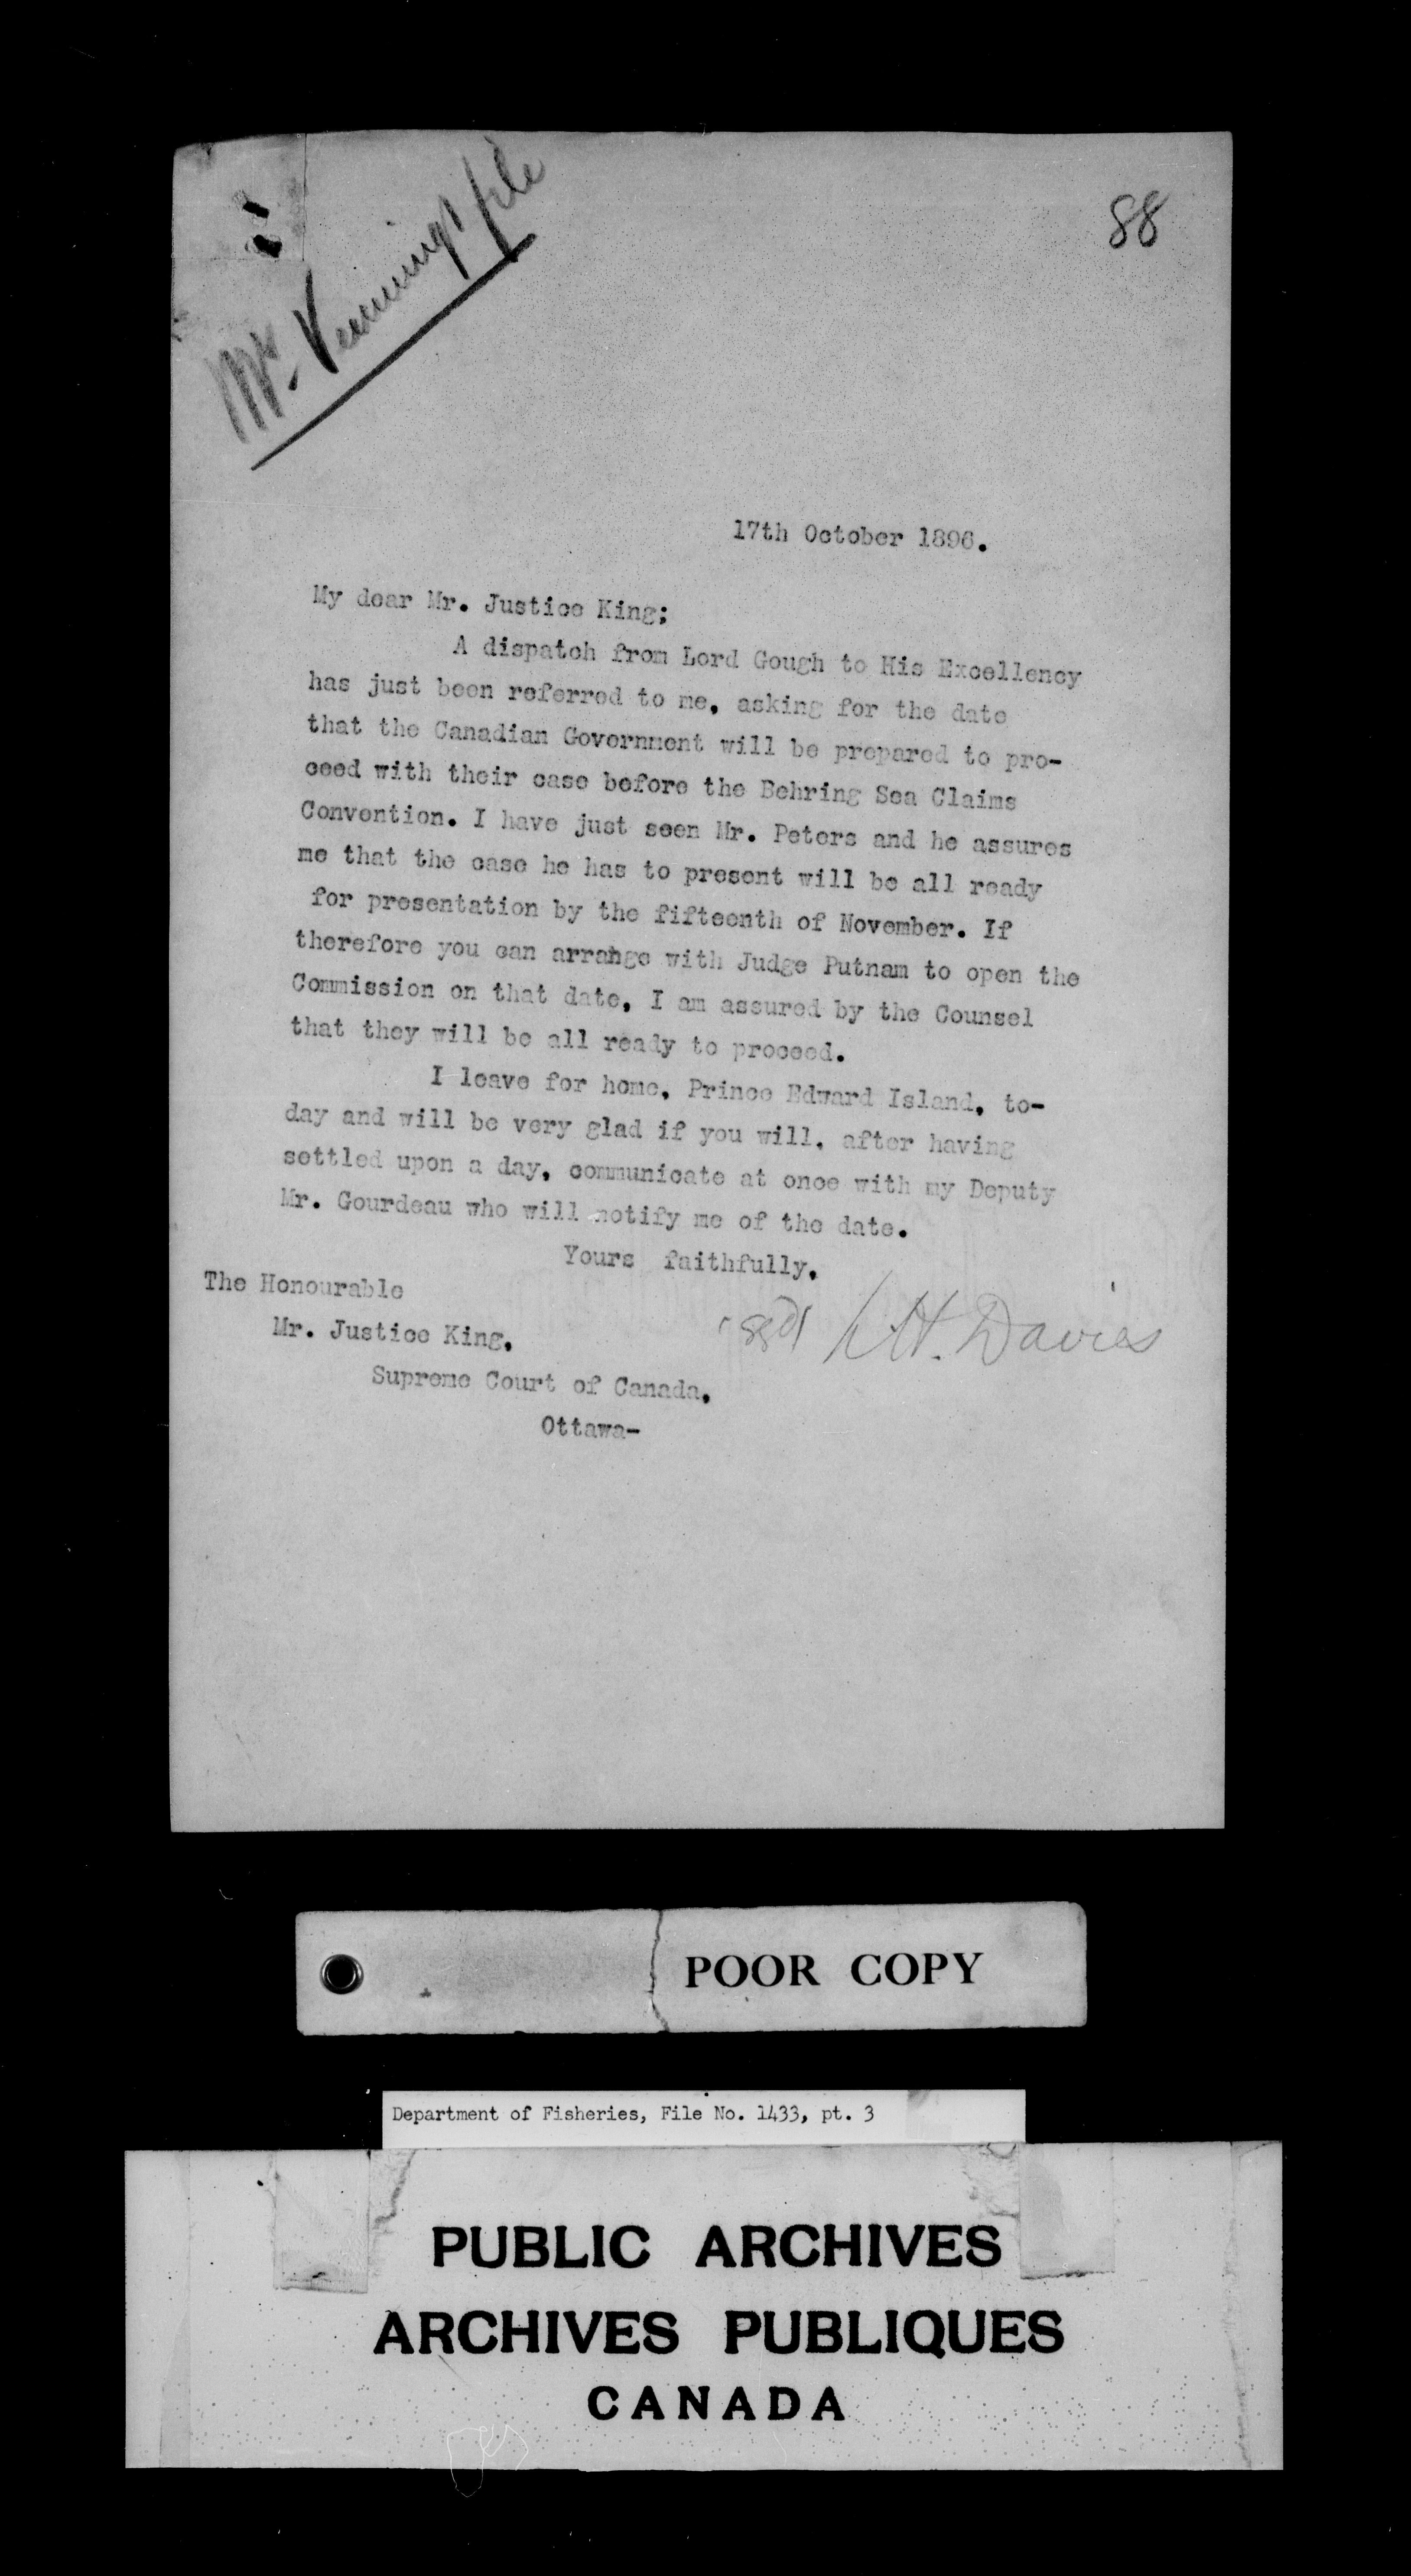 88
Mr. Venning's file
17th October 1896.
My dear Mr. Justice King;
A dispatch from Lord Gough to His Excellency
has just been referred to me, asking for the date
that the Canadian Government will be prepared to pro-
ceed with their case before the Behring Sea Claims
Convention. I have just seen Mr. Peters and he assures
me that the case he has to present will be all ready
for presentation by the fifteenth of November. If
therefore you can arrange with Judge Putnam to open the
Commission on that date, I am assured by the Counsel
that they will be all ready to proceed.
I leave for home, Prince Edward Island, to-
day and will be very glad if you will, after having
settled upon a day, communicate at once with my Deputy
Mr. Gourdeau who will notify me of the date.
Yours faithfully,
L.H. Davies
The Honourable
Mr. Justice King,
Supreme Court of Canada,
Ottawa-
POOR COPY
Department of Fisheries, File No. 1433, pt. 3
PUBLIC ARCHIVES
ARCHIVES PUBLIQUES
CANADA